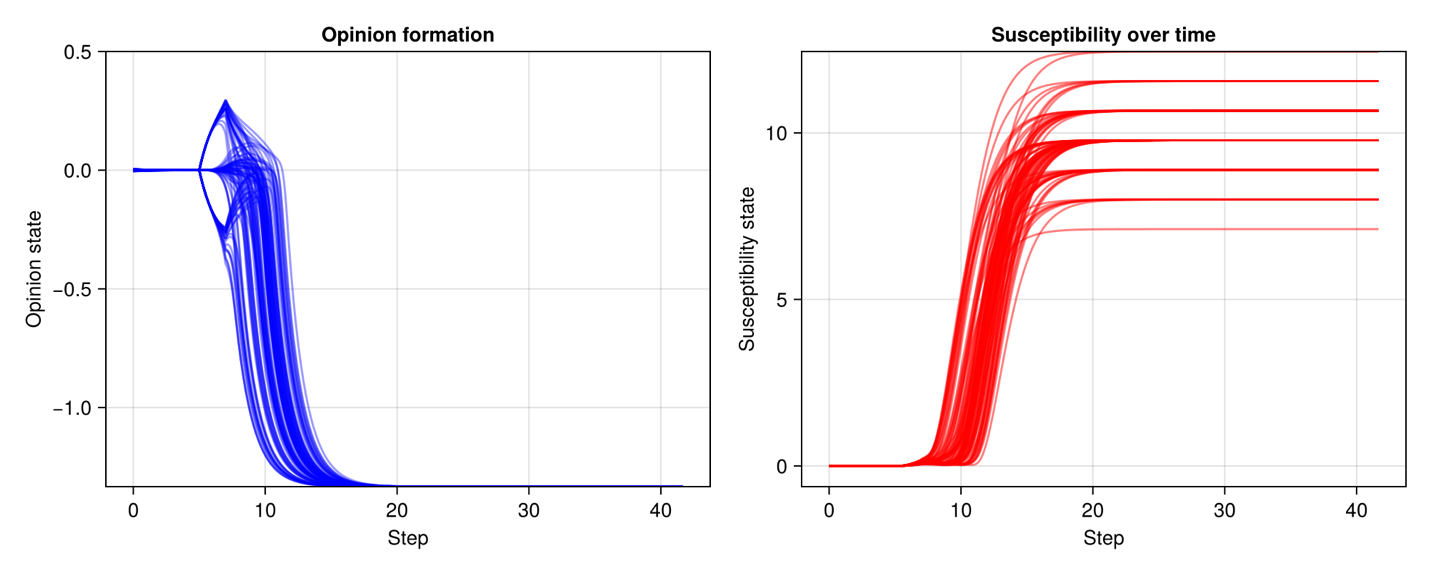 Opinion formation
0.5
0.0
−0.5
−1.0
Opinion state
0 10 20 30 40
Step
Susceptibility over time
10
5
0
Susceptibility state
0 10 20 30 40
Step